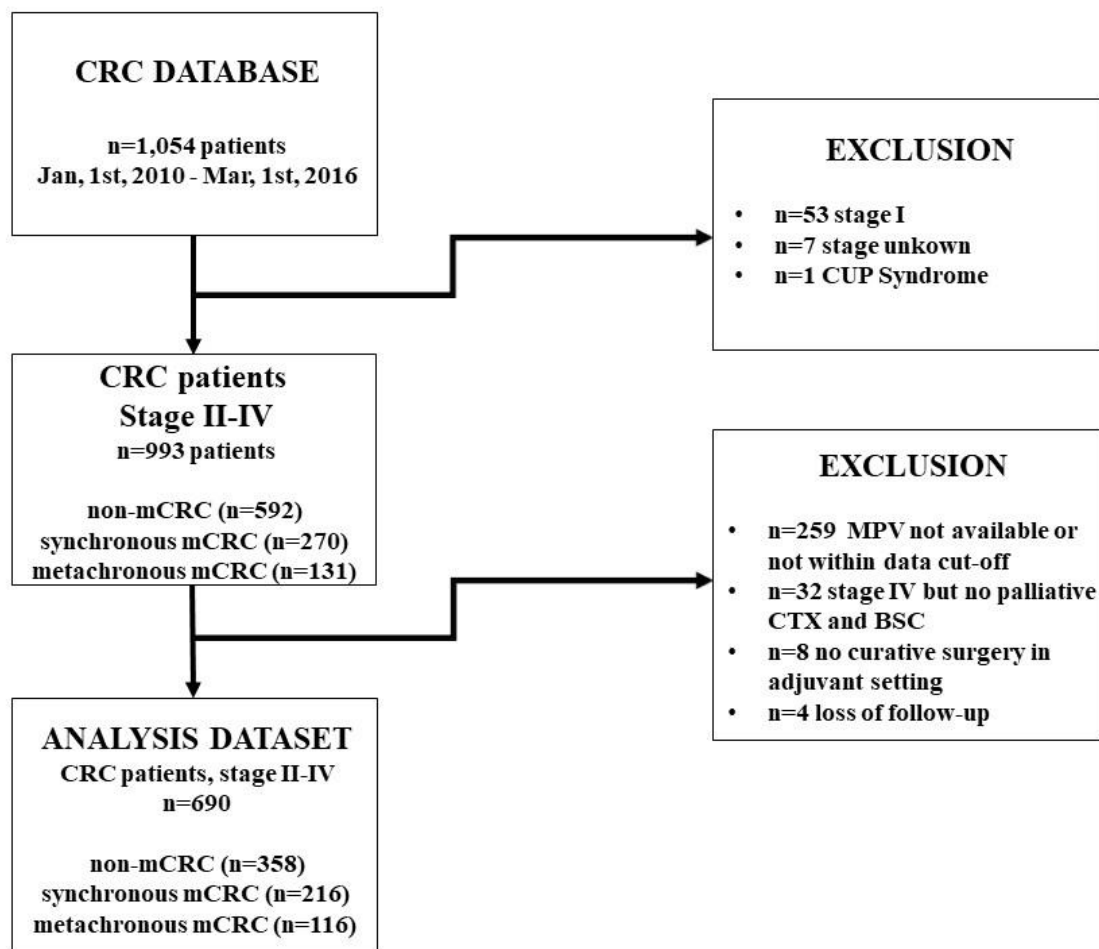 CRC DATABASE
n=1,054 patients
Jan, 1st, 2010 - Mar, 1st, 2016
EXCLUSION
• n=53 stage I
• n=7 stage unkown
• n=1 CUP Syndrome
CRC patients
Stage II-IV
n=993 patients
non-mCRC (n=592)
synchronous mCRC (n=270)
metachronous mCRC (n=131)
EXCLUSION
• n=259 MPV not available or
not within data cut-off
• n=32 stage IV but no palliative
CTX and BSC
• n=8 no curative surgery in
adjuvant setting
• n=4 loss of follow-up
ANALYSIS DATASET
CRC patients, stage II-IV
n=690
non-mCRC (n=358)
synchronous mCRC (n=216)
metachronous mCRC (n=116)